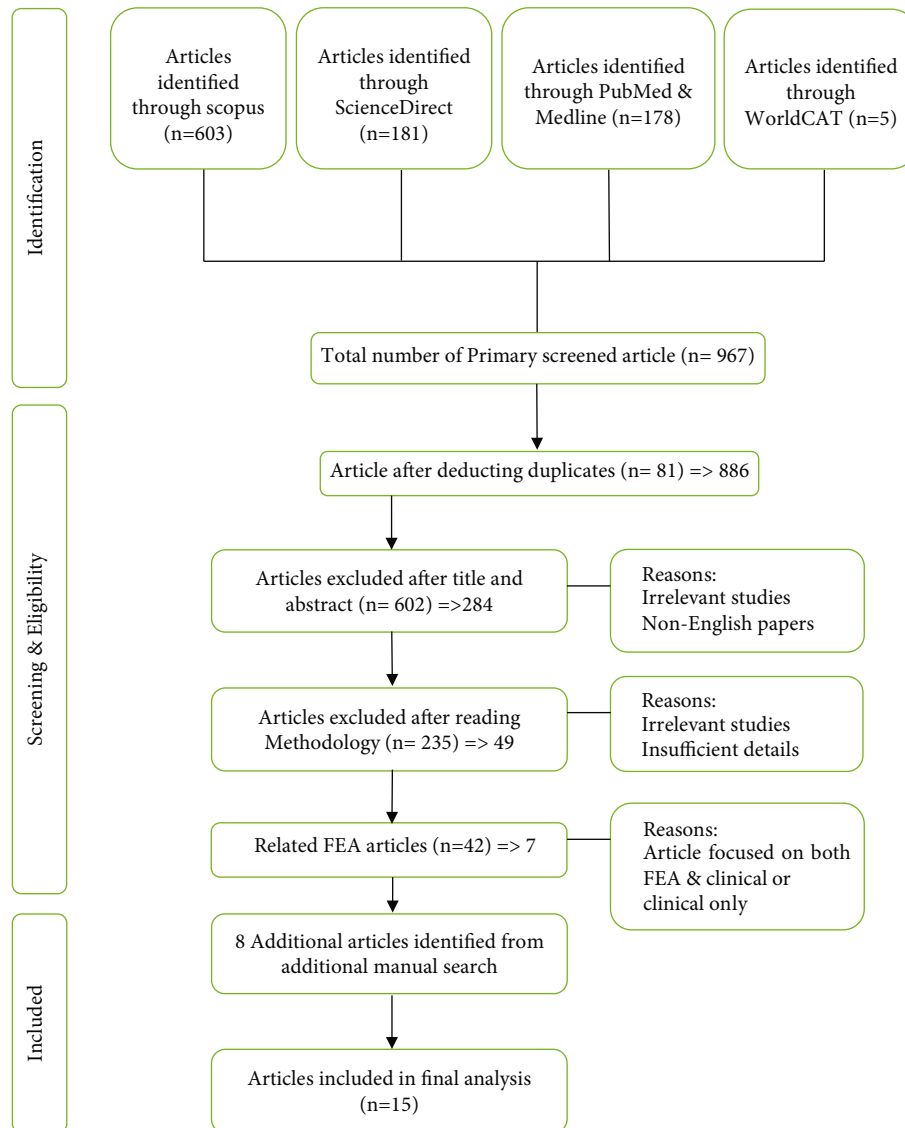 Identification
Articles
identified
through scopus
(n=603)
Articles identified
through
ScienceDirect
(n=181)
Articles identified
through PubMed &
Medline (n=178)
Articles identified
through
WorldCAT (n=5)
Total number of Primary screened article (n= 967)
Screening & Eligibility
Article after deducting duplicates (n= 81) => 886
Articles excluded after title and
abstract (n= 602) =>284
Reasons:
Irrelevant studies
Non-English papers
Articles excluded after reading
Methodology (n= 235) => 49
Reasons:
Irrelevant studies
Insufficient details
Related FEA articles (n=42) => 7
Reasons:
Article focused on both
FEA & clinical or
clinical only
Included
8 Additional articles identified from
additional manual search
Articles included in final analysis
(n=15)